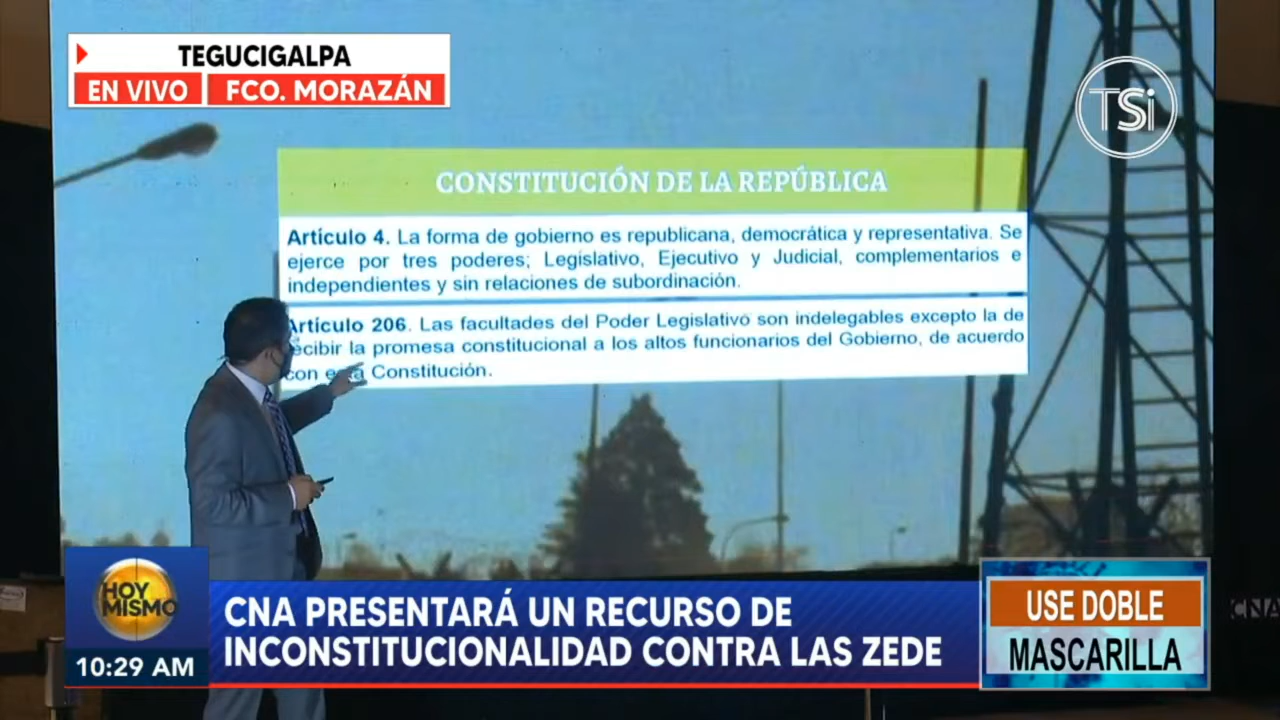 TEGUCIGALPA
EN VIVO FCO. MORAZÁN
TSi
CONSTITUCIÓN DE LA REPÚBLICA
Artículo 4. La forma de gobierno es republicana, democrática y representativa. Se
ejerce por tres poderes; Legislativo, Ejecutivo y Judicial, complementarios e
independientes y sin relaciones de subordinación.
Artículo 206. Las facultades del Poder Legislativo son indelegables excepto la de
recibir la promesa constitucional a los altos funcionarios del Gobierno, de acuerdo
con esta Constitución.
HOY
MISMO
10:29 AM
CNA PRESENTARÁ UN RECURSO DE
INCONSTITUCIONALIDAD CONTRA LAS ZEDE
USE DOBLE
MASCARILLA
CNA